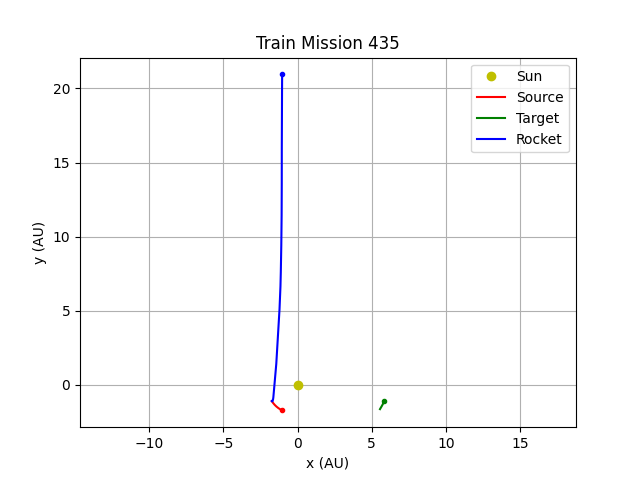 Train Mission 435
Sun
Source
Target
Rocket
20
15
10
5
0
−10
−5
0
5
10
15
y (AU)
x (AU)